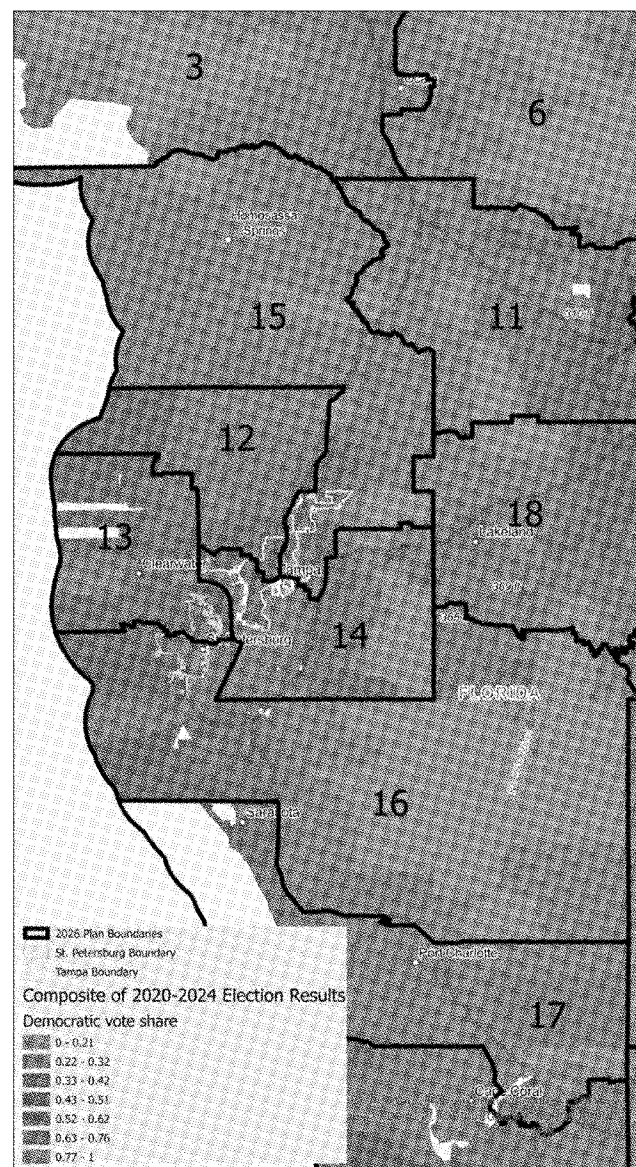 3
6
Homosassa
Springs
15
11
12
18
Lakeland
13
Clearwat
Tampa
ersburg
14
FLORIDA
16
Sarasota
2026 Plan Boundaries
St. Petersburg Boundary
Tampa Boundary
Port Charlotte
Composite of 2020-2024 Election Results
17
Democratic vote share
0 - 0.21
0.22 - 0.32
0.33 - 0.42
0.43 - 0.51
Cape Coral
0.52 - 0.62
0.63 - 0.76
0.77 - 1